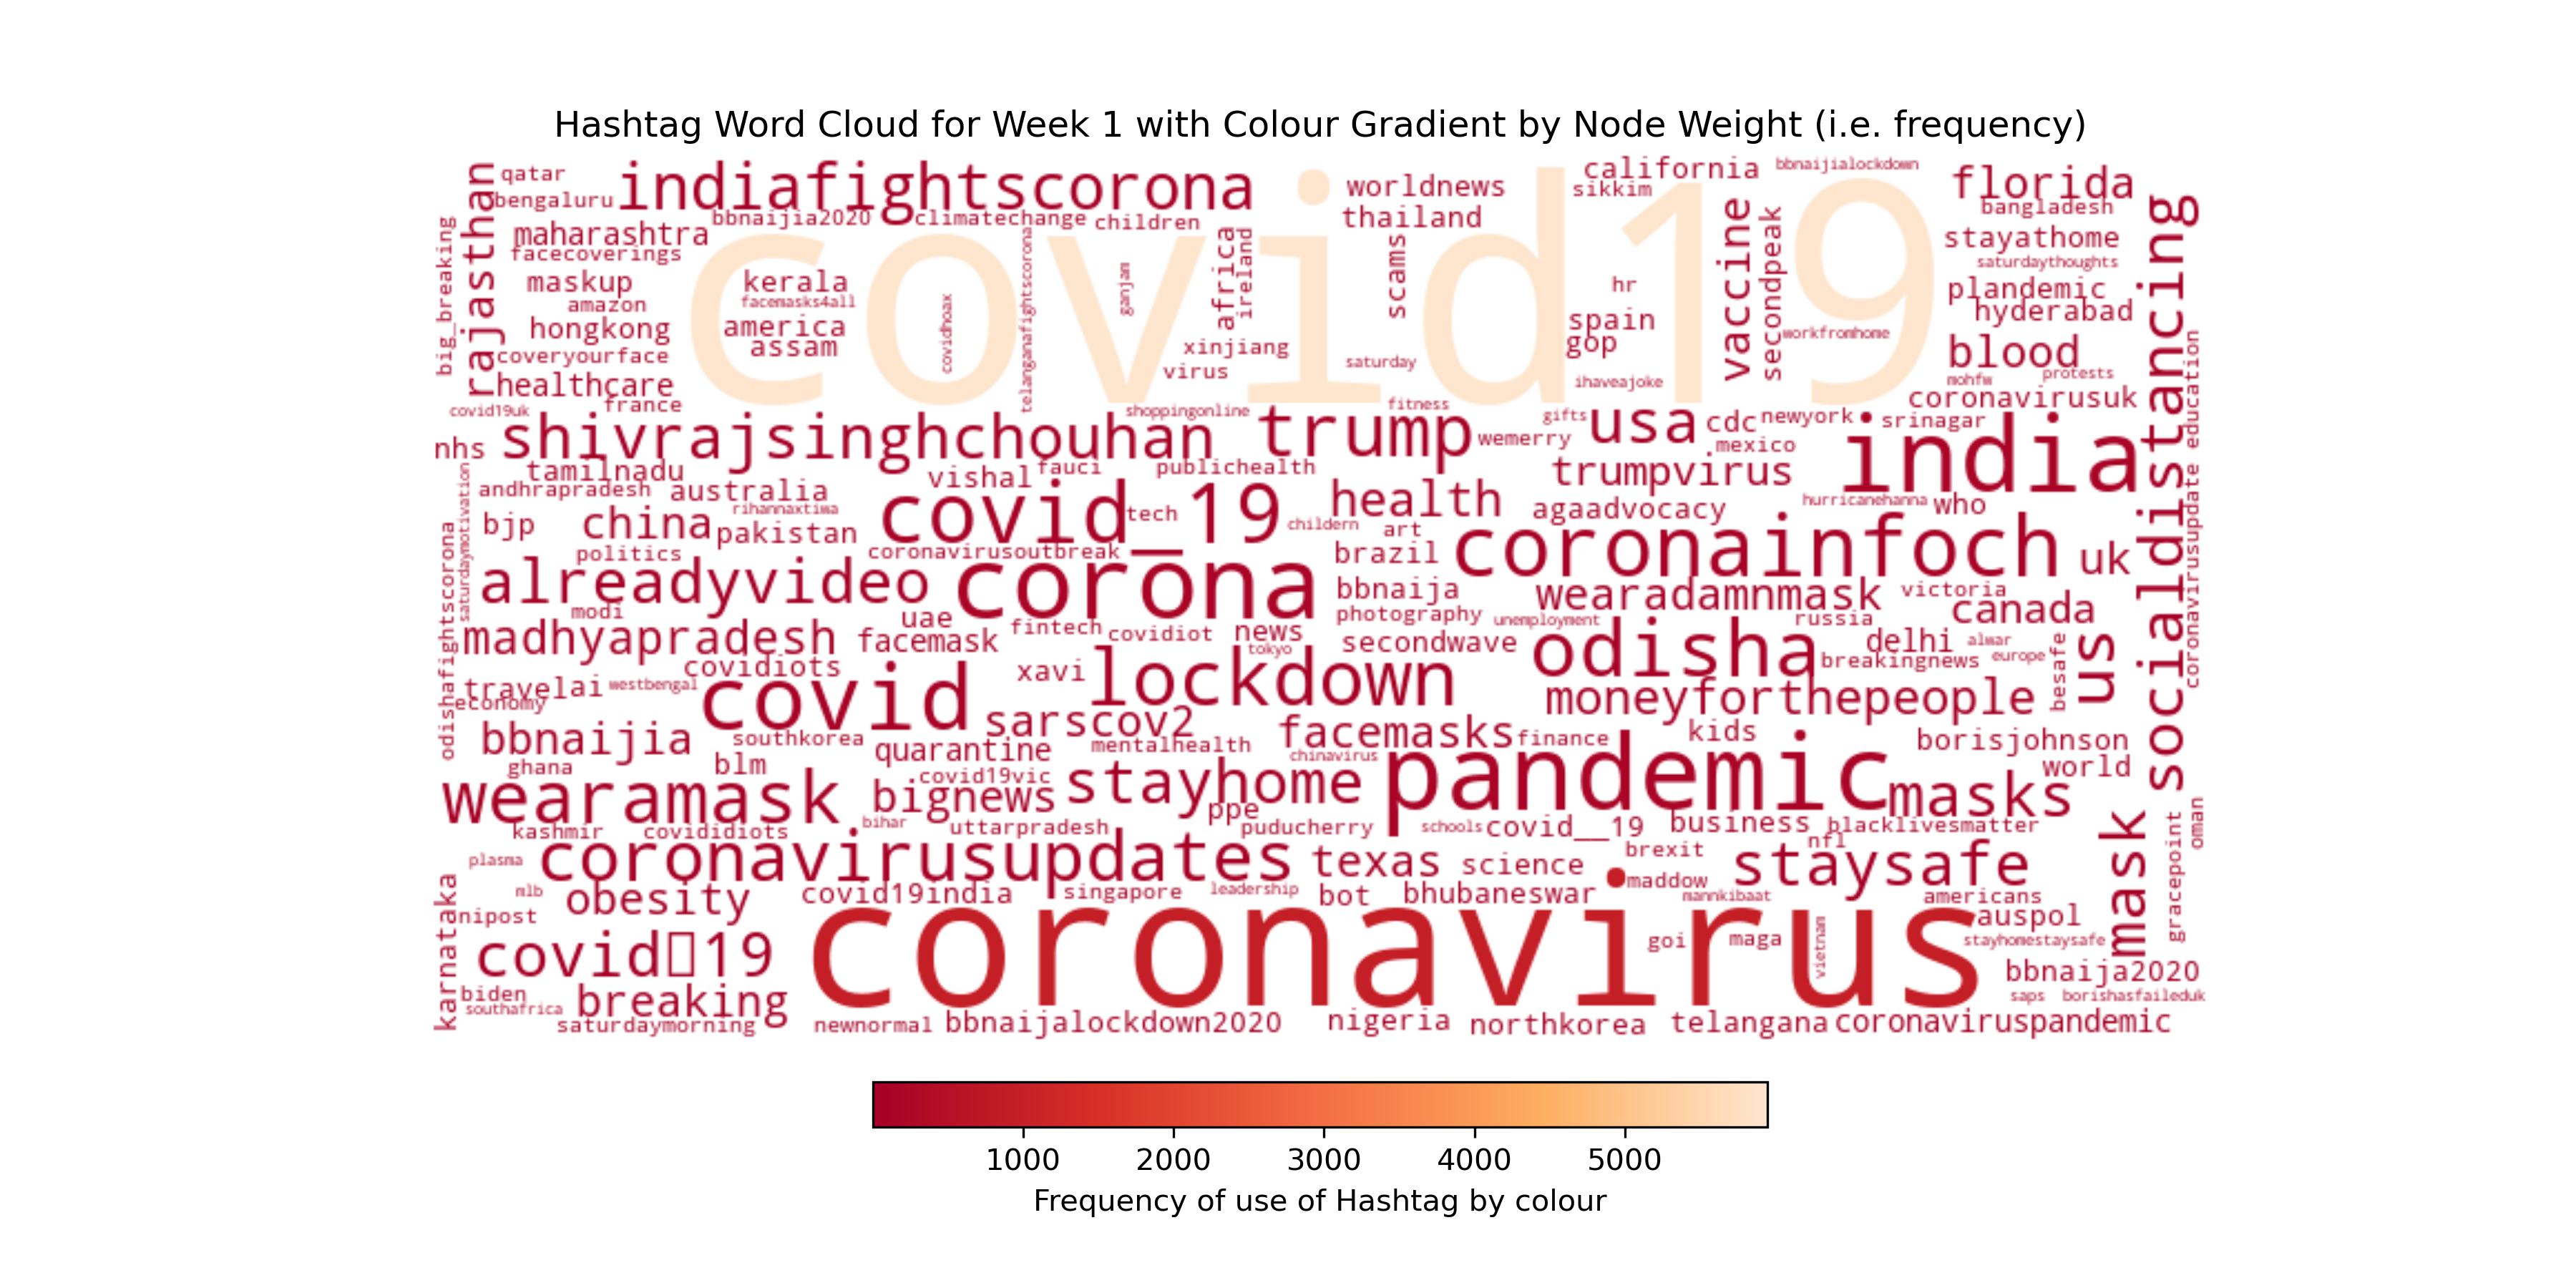 Hashtag Word Cloud for Week 1 with Colour Gradient by Node Weight (i.e. frequency)
qatar
indiafightscorona
california
bbnaijialockdown
florida
bengaluru
worldnews
sikkim
bbnaijia2020
climatechange
children
thailand
bangladesh
rajasthan
big_breaking
maharashtra
facecoverings
covid19
stayathome
saturdaythoughts
socialdistancing
maskup
kerala
amazon
facemasks4all
hongkong
america
assam
coveryourface
healthcare
covidhoax
telanganafightscorona
ganjam
africa
ireland
scams
hr
spain
gop
vaccine
secondpeak
workfromhome
plandemic
hyderabad
blood
xinjiang
virus
saturday
ihaveajoke
mohfw
protests
education
covid19uk
france
shoppingonline
fitness
gifts
coronavirusuk
nhs
shivrajsinghchouhan
trump
wemerry
usa
cdc
newyork
mexico
srinagar
india
tamilnadu
vishal
fauci
publichealth
trumpvirus
andhrapradesh
australia
rihannaxtiwa
covid_19
tech
health
childern
art
agaadvocacy
hurricanehanna
who
bjp
china
pakistan
politics
coronavirusoutbreak
brazil
coronainfoch
uk
saturdaymotivation
odishafightscorona
alreadyvideo
corona
bbnaija
wearadamnmask
victoria
canada
modi
uae
photography
unemployment
russia
coronavirusupdate
madhyapradesh
facemask
fintech
covidiot
news
tokyo
secondwave
odisha
delhi
alwar
breakingnews
europe
besafe
us
covidiots
xavi
lockdown
travelai
westbengal
economy
covid
sarscov2
moneyforthepeople
bbnaijia
southkorea
quarantine
mentalhealth
facemasks
finance
kids
borisjohnson
chinavirus
ghana
blm
covid19vic
world
wearamask
bignews
stayhome
ppe
pandemic
masks
kashmir
covididiots
bihar
uttarpradesh
puducherry
schools
covid__19
business
blacklivesmatter
nfl
mask
oman
gracepoint
plasma
coronavirusupdates
texas
science
brexit
staysafe
mlb
obesity
covid19india
singapore
leadership
bot
bhubaneswar
maddow
mannkibaat
americans
karnataka
nipost
auspol
covid▯19
coronavirus
goi
maga
vietnam
stayhomestaysafe
bbnaija2020
biden
southafrica
breaking
saps
borishasfaileduk
saturdaymorning
newnormal
bbnaijalockdown2020
nigeria
northkorea
telangana
coronaviruspandemic
1000 2000 3000 4000 5000
Frequency of use of Hashtag by colour